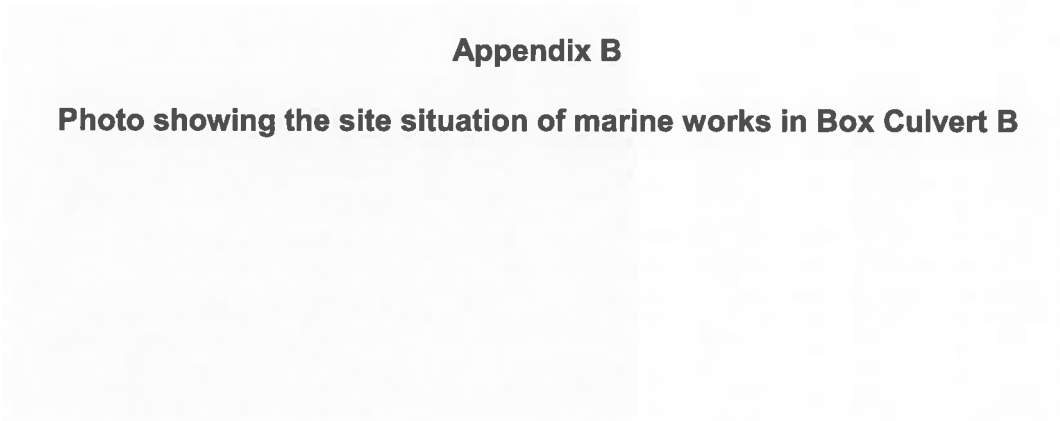 Appendix B
Photo showing the site situation of marine works in Box Culvert B